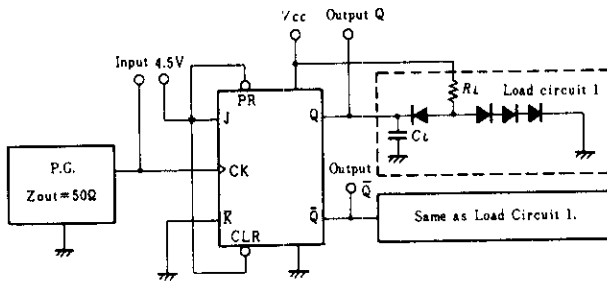 Vcc
Output Q
Input 4.5V
PR
J
Q
CK
K̅
CLR
Q̅
P.G.
Zout=50Ω
RL
Load circuit 1
CL
Output
Q̅
Same as Load Circuit 1.